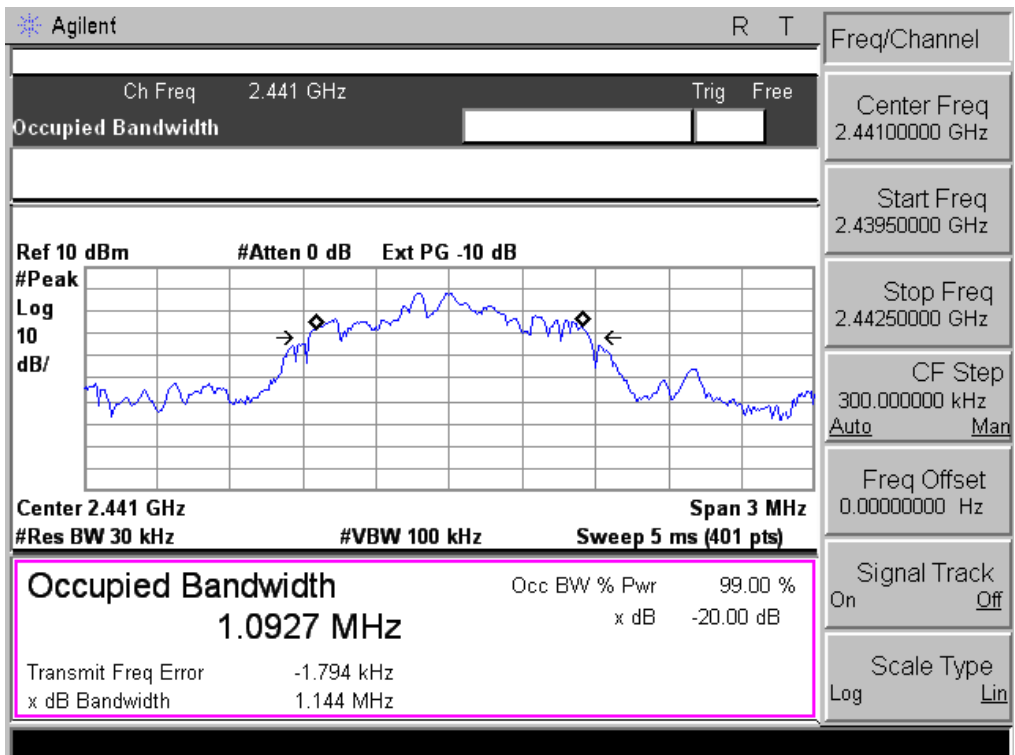 Agilent R T
Ch Freq 2.441 GHz Trig Free
Occupied Bandwidth
Ref 10 dBm #Atten 0 dB Ext PG -10 dB
#Peak
Log
10
dB/
Center 2.441 GHz Span 3 MHz
#Res BW 30 kHz #VBW 100 kHz Sweep 5 ms (401 pts)
Occupied Bandwidth Occ BW % Pwr 99.00 %
1.0927 MHz x dB -20.00 dB
Transmit Freq Error -1.794 kHz
x dB Bandwidth 1.144 MHz
Freq/Channel
Center Freq
2.44100000 GHz
Start Freq
2.43950000 GHz
Stop Freq
2.44250000 GHz
CF Step
300.000000 kHz
Auto Man
Freq Offset
0.00000000 Hz
Signal Track
On Off
Scale Type
Log Lin